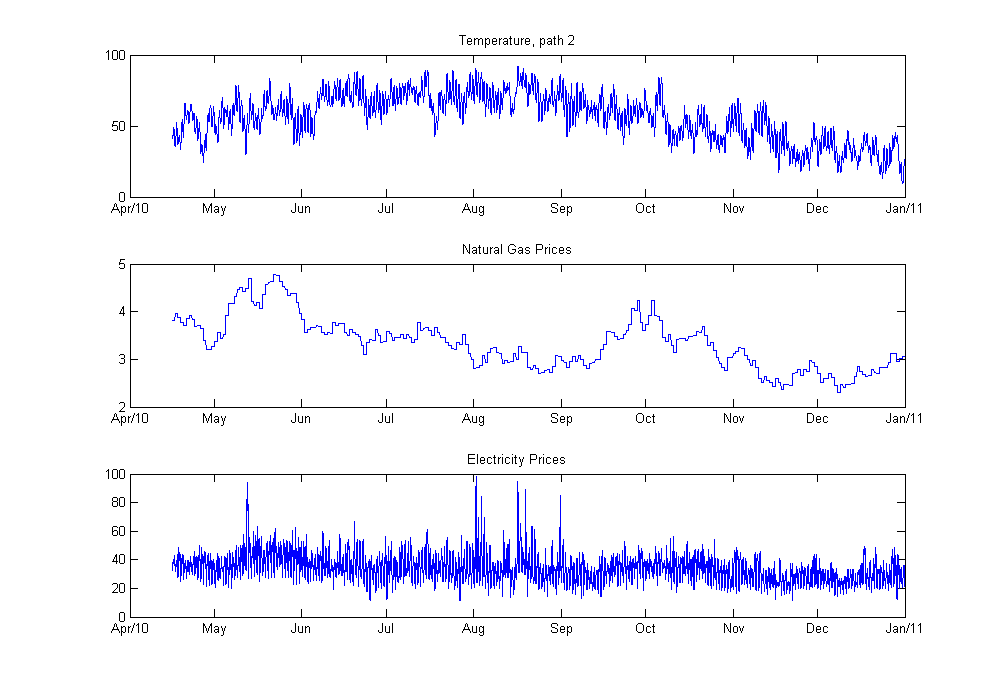 Temperature, path 2
100
50
0
Apr/10 May Jun Jul Aug Sep Oct Nov Dec Jan/11
Natural Gas Prices
5
4
3
2
Apr/10 May Jun Jul Aug Sep Oct Nov Dec Jan/11
Electricity Prices
100
80
60
40
20
0
Apr/10 May Jun Jul Aug Sep Oct Nov Dec Jan/11